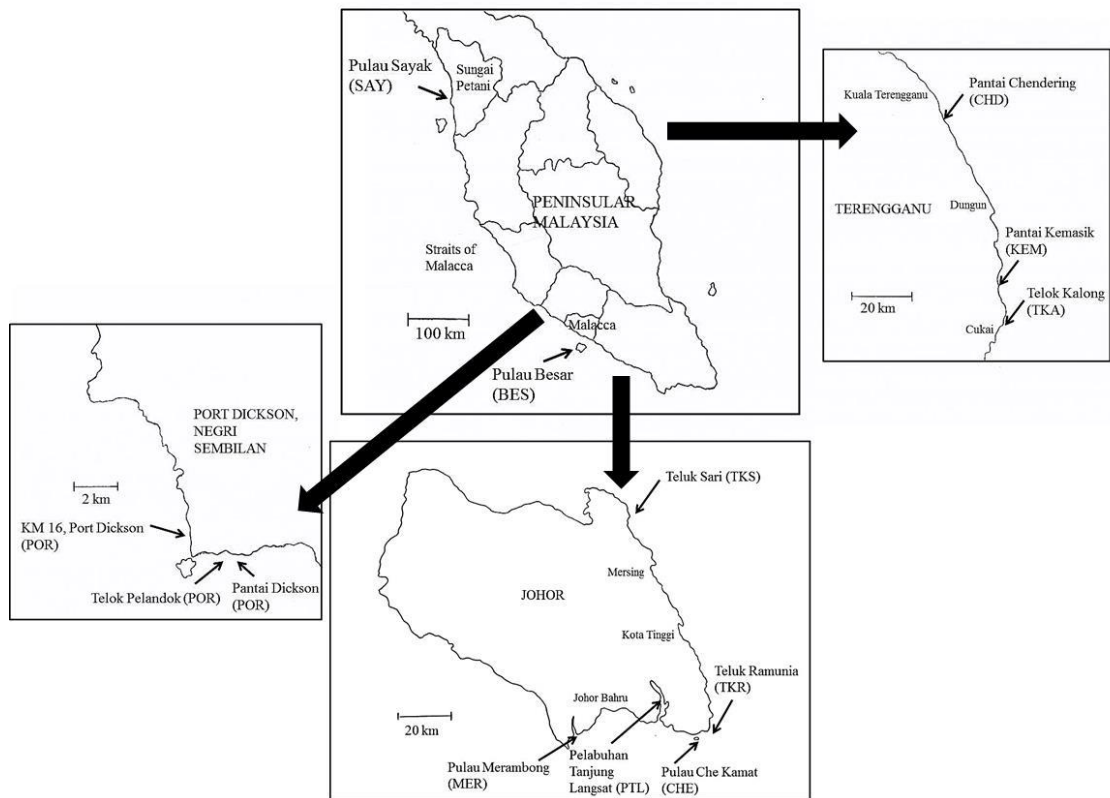 Pulau Sayak
(SAY)
Sungai
Petani
PENINSULAR
MALAYSIA
Straits of
Malacca
100 km
Malacca
Pulau Besar
(BES)
Kuala Terengganu
Pantai Chendering
(CHD)
TERENGGANU
Dungun
Pantai Kemasik
(KEM)
20 km
Telok Kalong
(TKA)
Cukai
PORT DICKSON,
NEGRI
SEMBILAN
2 km
KM 16, Port Dickson
(POR)
Telok Pelandok (POR)
Pantai Dickson
(POR)
Teluk Sari (TKS)
Mersing
JOHOR
Kota Tinggi
Teluk Ramunia
(TKR)
Johor Bahru
20 km
Pulau Merambong
(MER)
Pelabuhan
Tanjung
Langsat (PTL)
Pulau Che Kamat
(CHE)